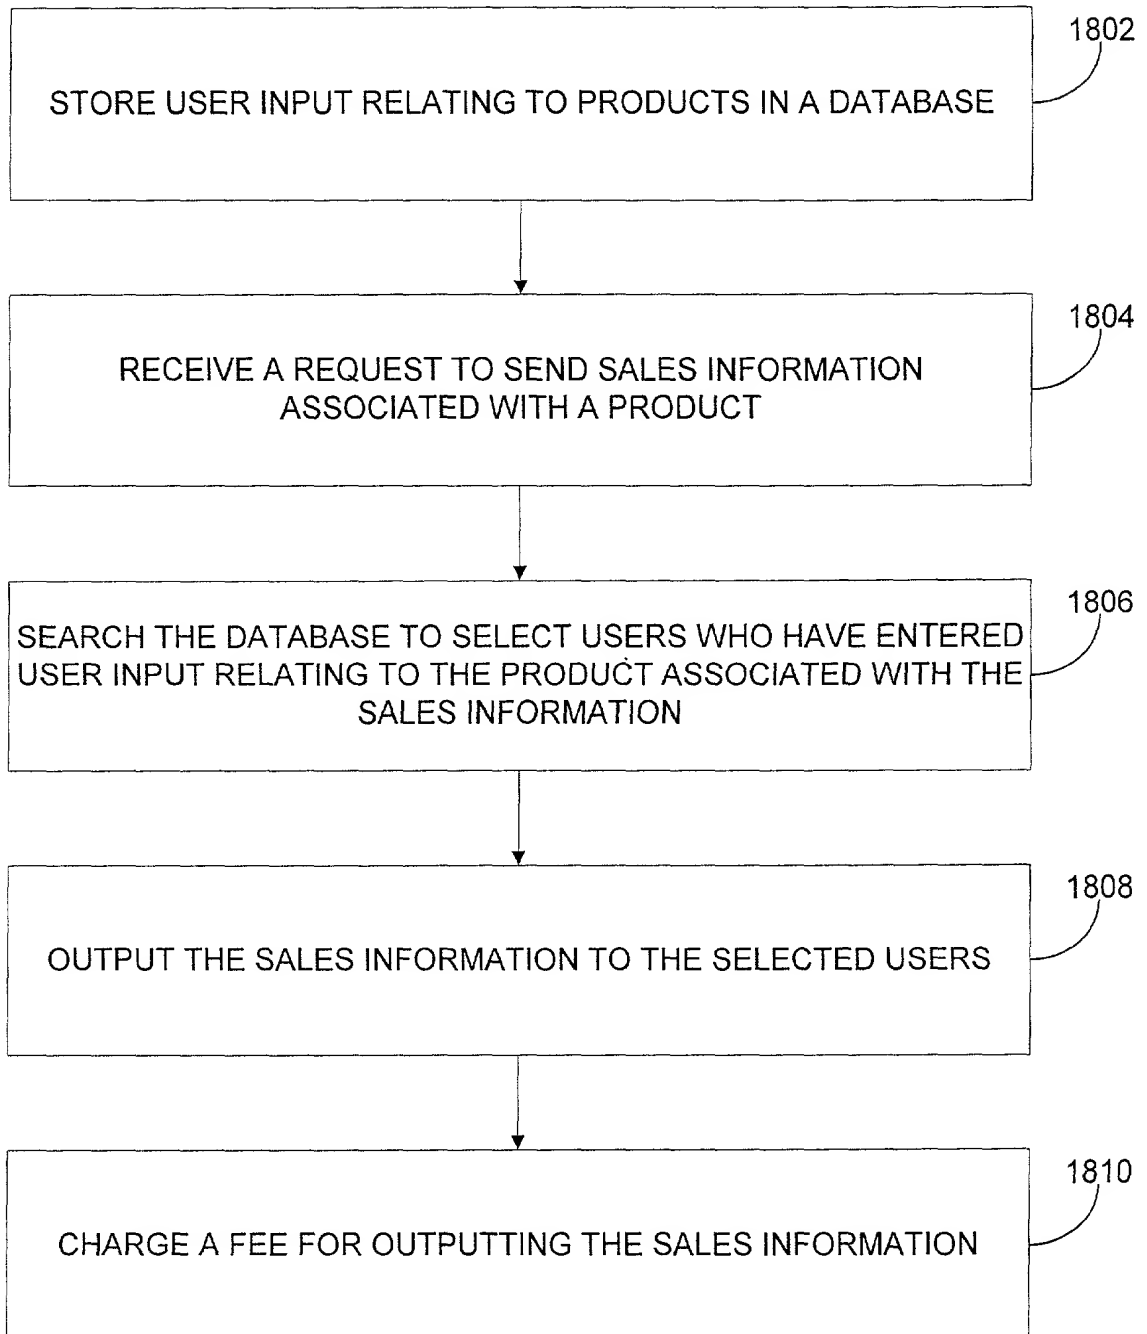 1802
STORE USER INPUT RELATING TO PRODUCTS IN A DATABASE
1804
RECEIVE A REQUEST TO SEND SALES INFORMATION
ASSOCIATED WITH A PRODUCT
1806
SEARCH THE DATABASE TO SELECT USERS WHO HAVE ENTERED
USER INPUT RELATING TO THE PRODUCT ASSOCIATED WITH THE
SALES INFORMATION
1808
OUTPUT THE SALES INFORMATION TO THE SELECTED USERS
1810
CHARGE A FEE FOR OUTPUTTING THE SALES INFORMATION